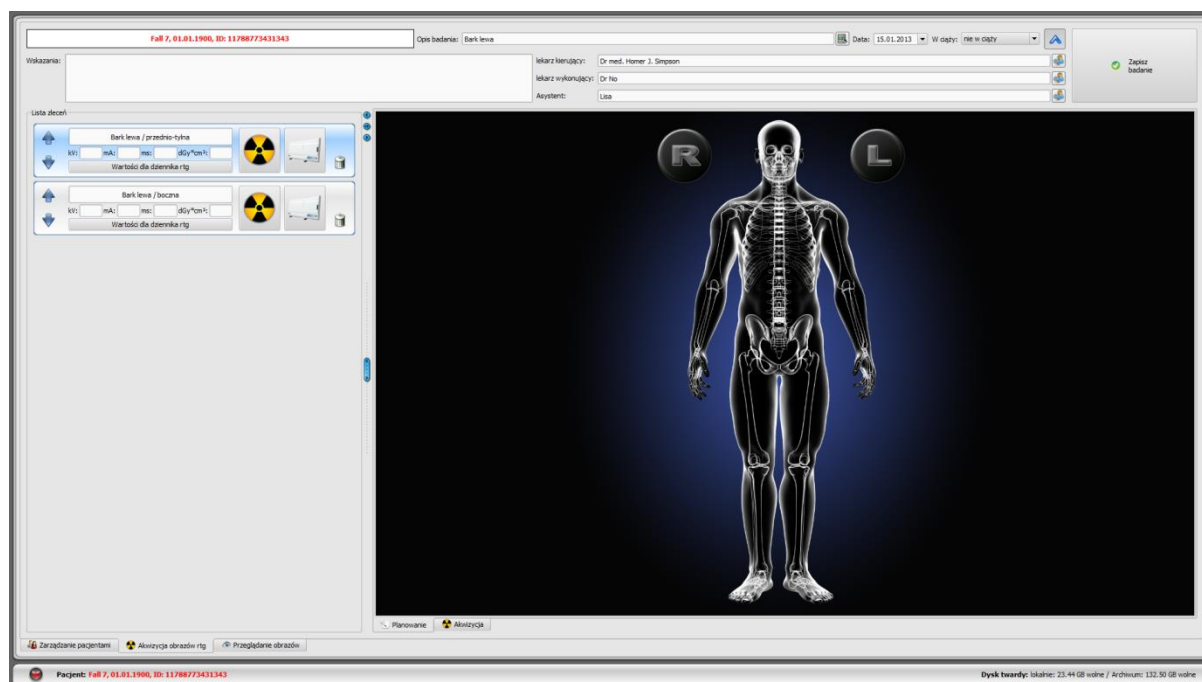 Fall 7, 01.01.1900, ID: 11788773431343
Opis badania: Bark lewa
Data: 15.01.2013
W ciąży: nie w ciąży
Wskazania:
lekarz kierujący: Dr med. Homer J. Simpson
lekarz wykonujący: Dr No
Asystent: Lisa
Zapisz badanie
Lista zleceń
Bark lewa / przednio-tylna
kV: mA: ms: dGy*cm²:
Wartości dla dziennika rtg
Bark lewa / boczna
kV: mA: ms: dGy*cm²:
Wartości dla dziennika rtg
R L
Planowanie Akwizycja
Zarządzanie pacjentami Akwizycja obrazów rtg Przeglądanie obrazów
Pacjent: Fall 7, 01.01.1900, ID: 11788773431343
Dysk twardy: lokalnie: 23.44 GB wolne / Archiwum: 132.50 GB wolne